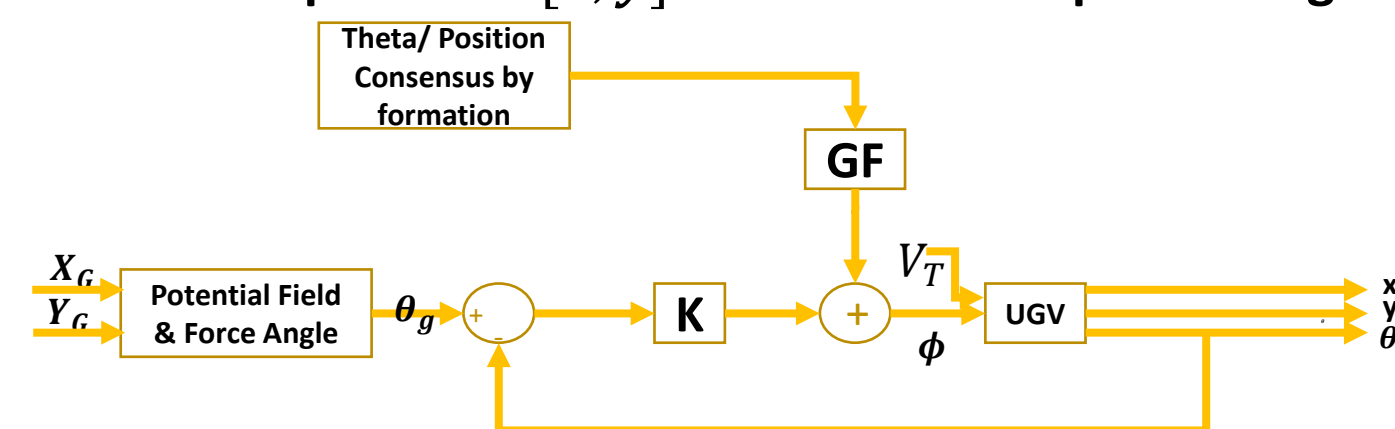 Theta/ Position
Consensus by
formation
GF
X_G
Y_G
Potential Field
& Force Angle
θ_g
+
-
K
+
V_T
ϕ
UGV
x
y
θ